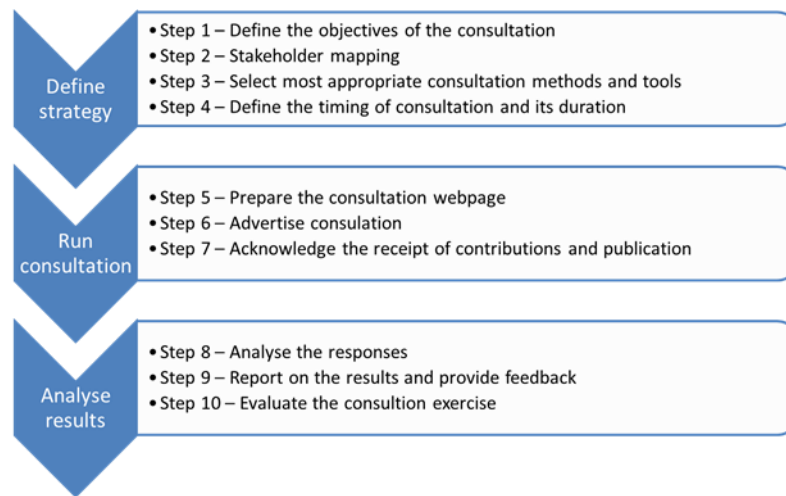 Define
strategy
• Step 1 – Define the objectives of the consultation
• Step 2 – Stakeholder mapping
• Step 3 – Select most appropriate consultation methods and tools
• Step 4 – Define the timing of consultation and its duration
Run
consultation
• Step 5 – Prepare the consultation webpage
• Step 6 – Advertise consulation
• Step 7 – Acknowledge the receipt of contributions and publication
Analyse
results
• Step 8 – Analyse the responses
• Step 9 – Report on the results and provide feedback
• Step 10 – Evaluate the consultion exercise